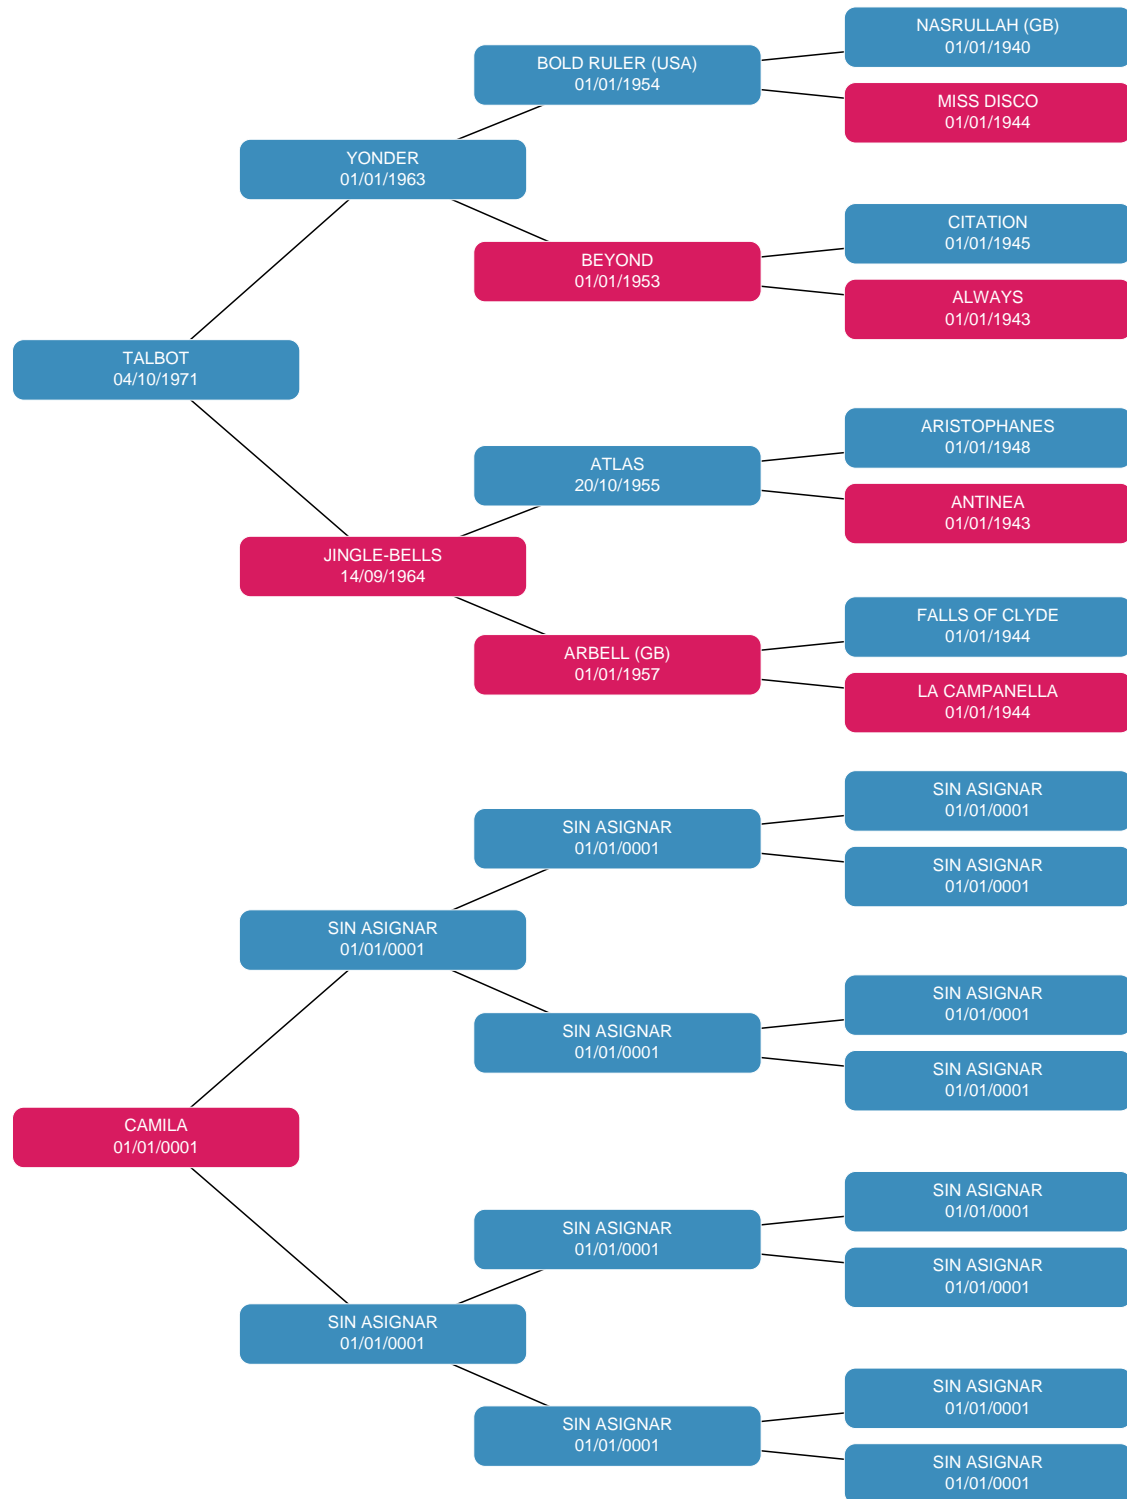 NASRULLAH (GB)
01/01/1940
BOLD RULER (USA)
01/01/1954
MISS DISCO
01/01/1944
YONDER
01/01/1963
CITATION
01/01/1945
BEYOND
01/01/1953
ALWAYS
01/01/1943
TALBOT
04/10/1971
ARISTOPHANES
01/01/1948
ATLAS
20/10/1955
ANTINEA
01/01/1943
JINGLE-BELLS
14/09/1964
FALLS OF CLYDE
01/01/1944
ARBELL (GB)
01/01/1957
LA CAMPANELLA
01/01/1944
SIN ASIGNAR
01/01/0001
SIN ASIGNAR
01/01/0001
SIN ASIGNAR
01/01/0001
SIN ASIGNAR
01/01/0001
SIN ASIGNAR
01/01/0001
SIN ASIGNAR
01/01/0001
SIN ASIGNAR
01/01/0001
CAMILA
01/01/0001
SIN ASIGNAR
01/01/0001
SIN ASIGNAR
01/01/0001
SIN ASIGNAR
01/01/0001
SIN ASIGNAR
01/01/0001
SIN ASIGNAR
01/01/0001
SIN ASIGNAR
01/01/0001
SIN ASIGNAR
01/01/0001